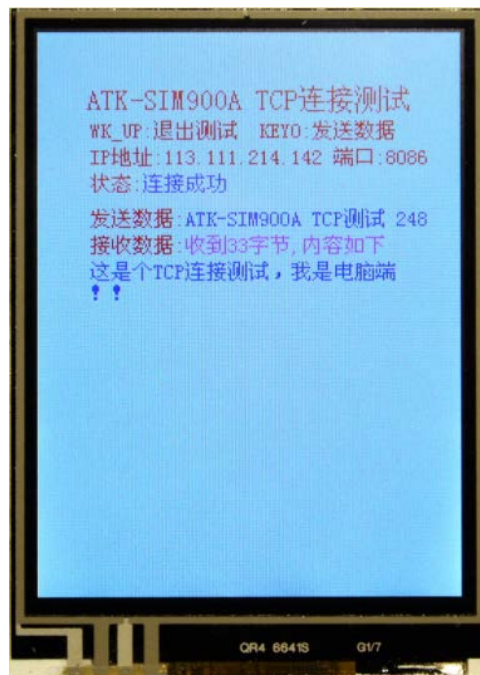 ATK-SIM900A TCP连接测试
WK_UP:退出测试 KEY0:发送数据
IP地址:113.111.214.142 端口:8086
状态:连接成功
发送数据:ATK-SIM900A TCP测试 248
接收数据:收到33字节,内容如下
这是个TCP连接测试，我是电脑端
！！
QR4 6641S G1/7